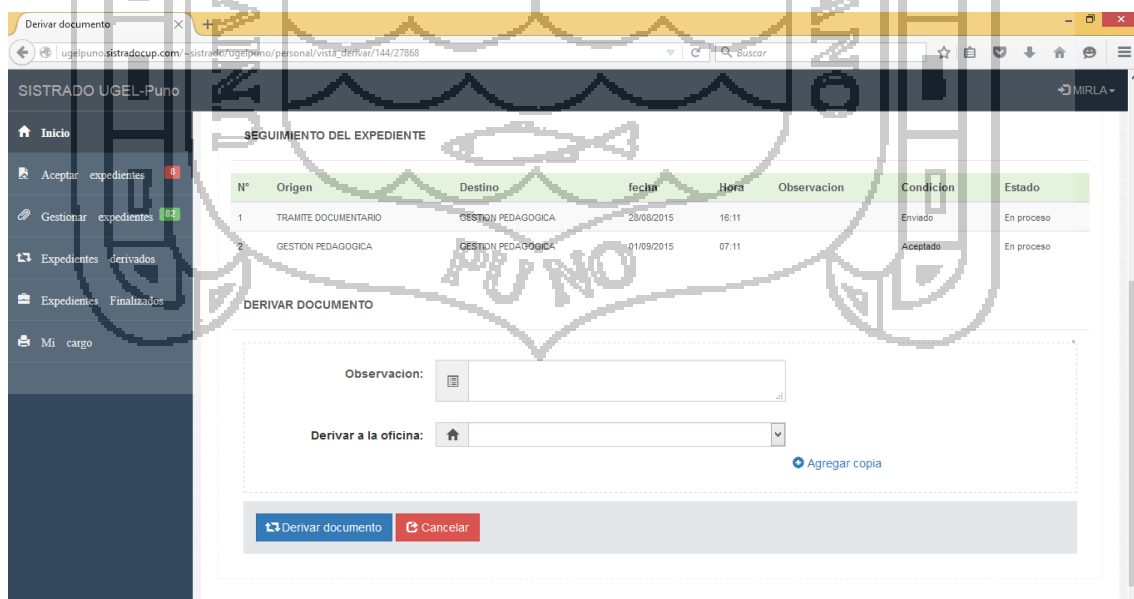 Derivar documento
ugelpuno.sistradocup.com/~sistrado/ugelpuno/personal/vista_derivar/144/27868
Buscar
SISTRADO UGEL-Puno
MIRLA
Inicio
Aceptar expedientes 8
Gestionar expedientes 82
Expedientes derivados
Expedientes Finalizados
Mi cargo
SEGUIMIENTO DEL EXPEDIENTE
N° Origen Destino fecha Hora Observacion Condicion Estado
1 TRAMITE DOCUMENTARIO GESTION PEDAGOGICA 28/08/2015 16:11 Enviado En proceso
2 GESTION PEDAGOGICA GESTION PEDAGOGICA 01/09/2015 07:11 Aceptado En proceso
PUNO
DERIVAR DOCUMENTO
Observacion:
Derivar a la oficina:
Agregar copia
Derivar documento Cancelar